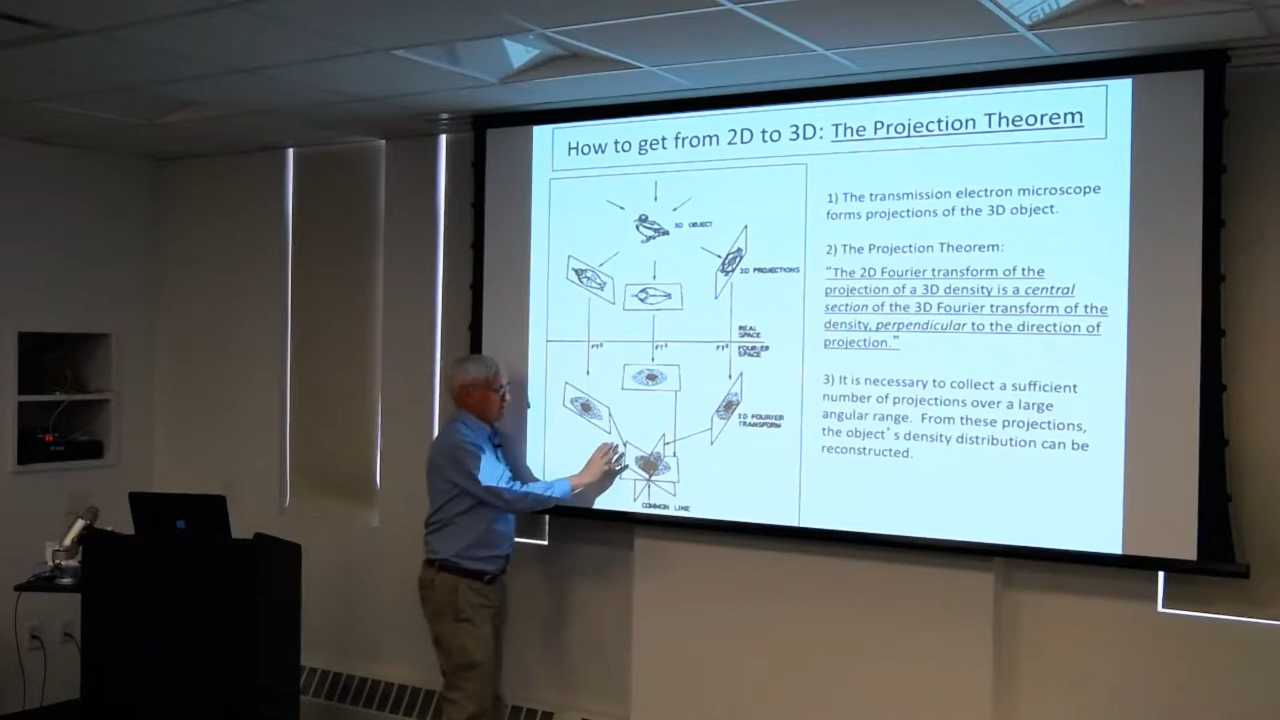 How to get from 2D to 3D: The Projection Theorem
3D OBJECT
2D PROJECTIONS
REAL
SPACE
FOURIER
SPACE
FT²
FT²
FT²
FOURIER
TRANSFORM
COMMON LINE
1) The transmission electron microscope
forms projections of the 3D object.
2) The Projection Theorem:
"The 2D Fourier transform of the
projection of a 3D density is a central
section of the 3D Fourier transform of the
density, perpendicular to the direction of
projection."
3) It is necessary to collect a sufficient
number of projections over a large
angular range. From these projections,
the object's density distribution can be
reconstructed.